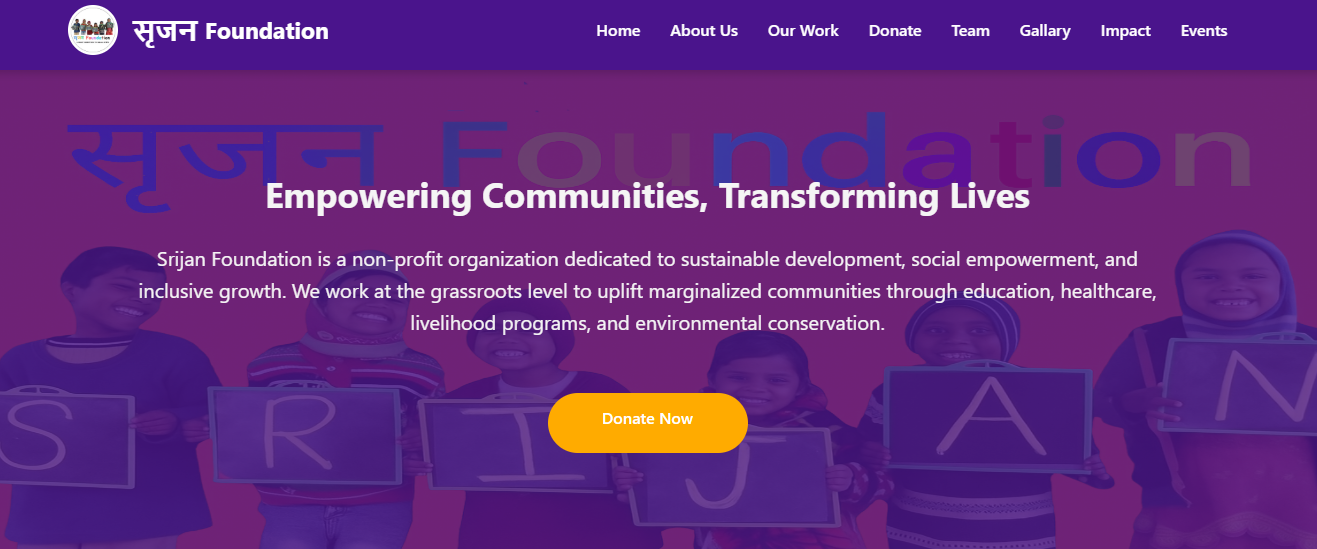 सृजन Foundation
Home About Us Our Work Donate Team Gallary Impact Events
सृजन Foundation
Empowering Communities, Transforming Lives
Srijan Foundation is a non-profit organization dedicated to sustainable development, social empowerment, and
inclusive growth. We work at the grassroots level to uplift marginalized communities through education, healthcare,
livelihood programs, and environmental conservation.
Donate Now
S R I J A N